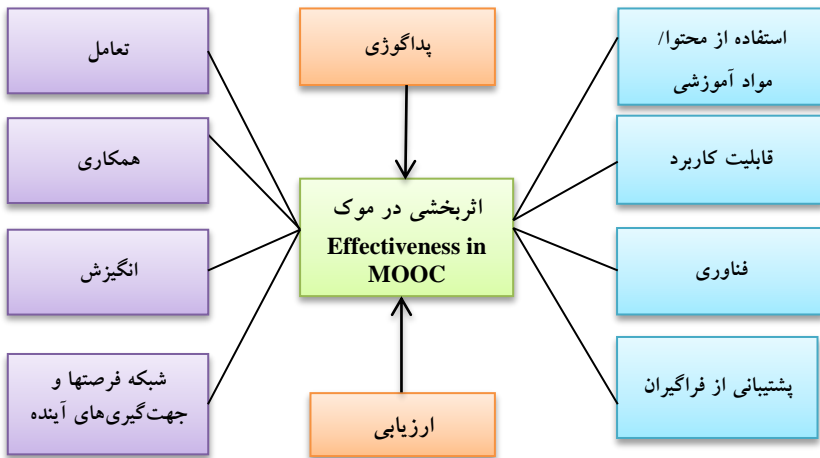 استفاده از محتوا/
مواد آموزشی
قابلیت کاربرد
فناوری
پشتیبانی از فراگیران
پداگوژی
اثربخشی در موک
Effectiveness in
MOOC
ارزیابی
تعامل
همکاری
انگیزش
شبکه فرصتها و
جهت‌گیری‌های آینده